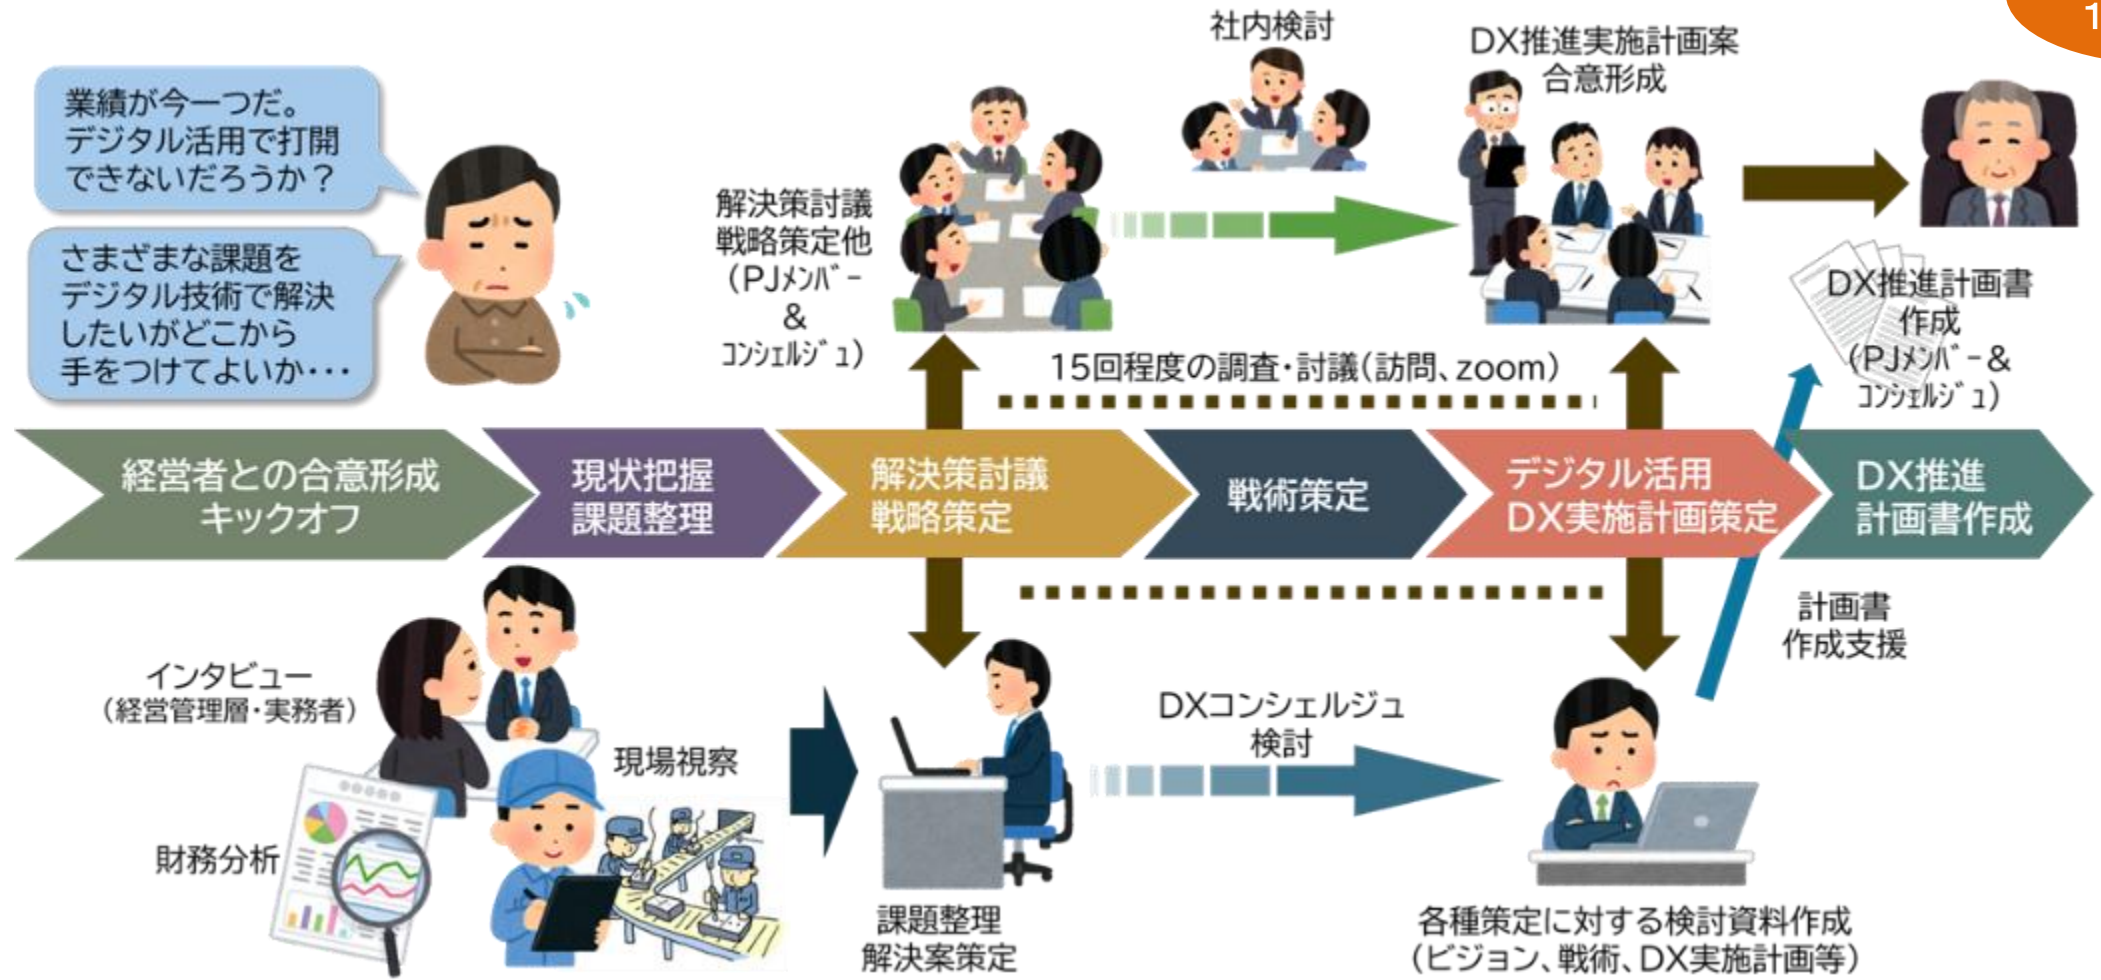 1
業績が今一つだ。
デジタル活用で打開
できないだろうか？
さまざまな課題を
デジタル技術で解決
したいがどこから
手をつけてよいか・・・
解決策討議
戦略策定他
（PJﾒﾝﾊﾞｰ
&
ｺﾝｼｪﾙｼﾞｭ）
社内検討
DX推進実施計画案
合意形成
DX推進計画書
作成
（PJﾒﾝﾊﾞｰ&
ｺﾝｼｪﾙｼﾞｭ）
15回程度の調査・討議（訪問、zoom）
経営者との合意形成
キックオフ
現状把握
課題整理
解決策討議
戦略策定
戦術策定
デジタル活用
DX実施計画策定
DX推進
計画書作成
インタビュー
（経営管理層・実務者）
現場視察
財務分析
課題整理
解決案策定
DXコンシェルジュ
検討
計画書
作成支援
各種策定に対する検討資料作成
（ビジョン、戦術、DX実施計画等）